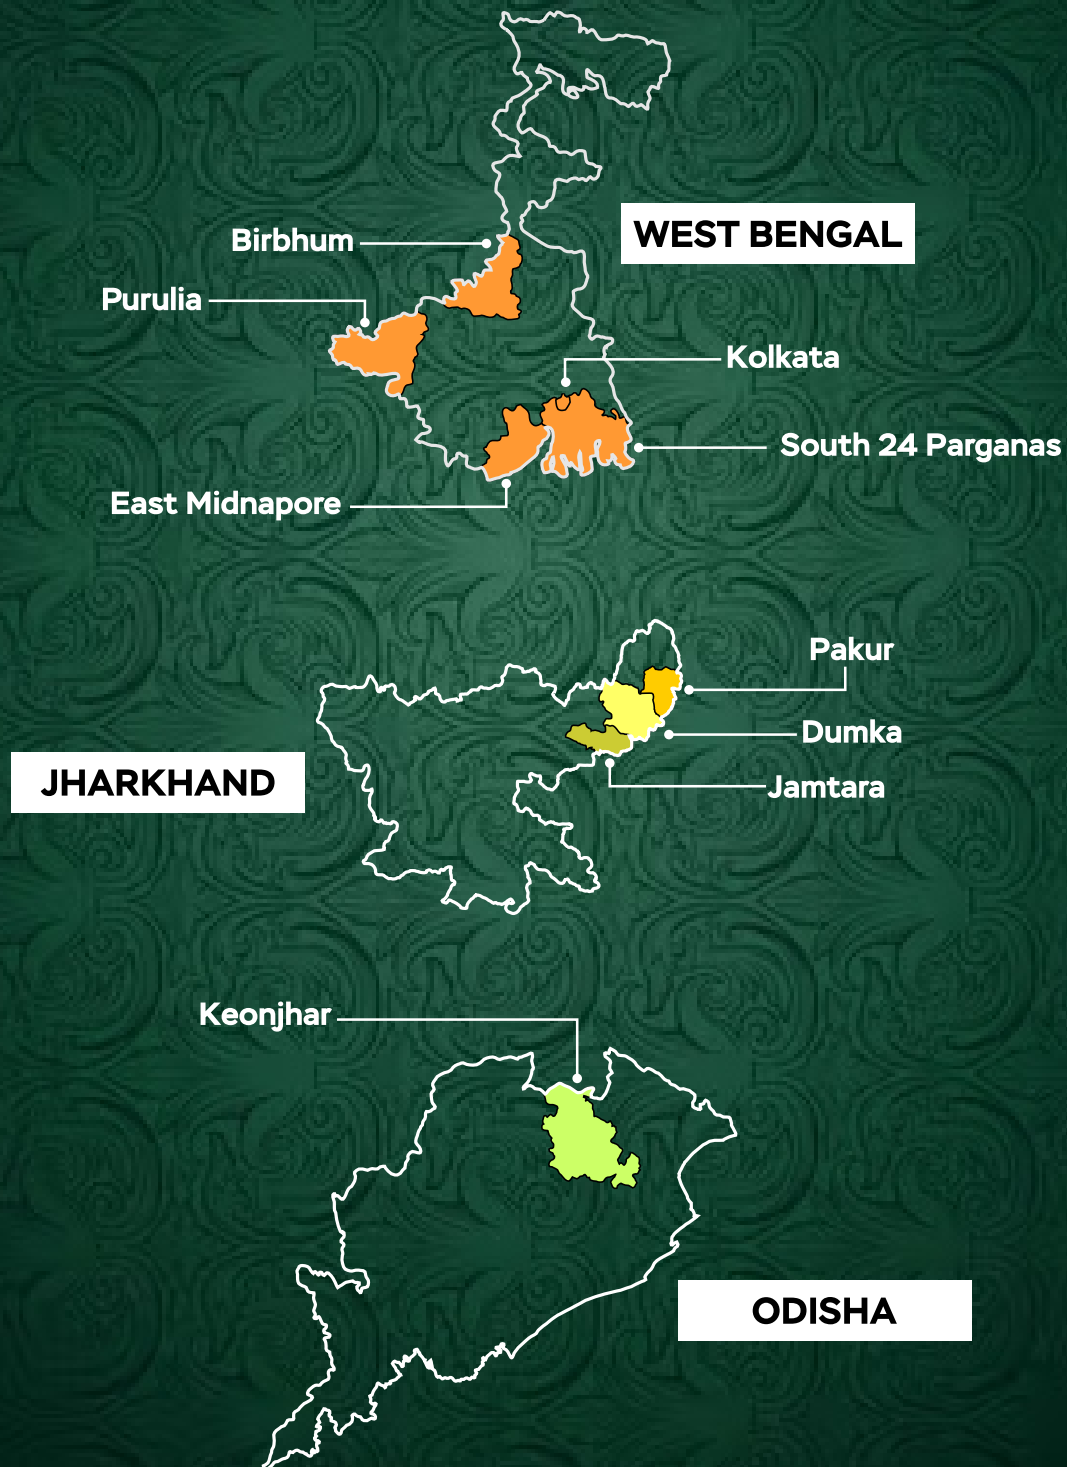 WEST BENGAL
Birbhum
Purulia
Kolkata
South 24 Parganas
East Midnapore
Pakur
Dumka
JHARKHAND
Jamtara
Keonjhar
ODISHA